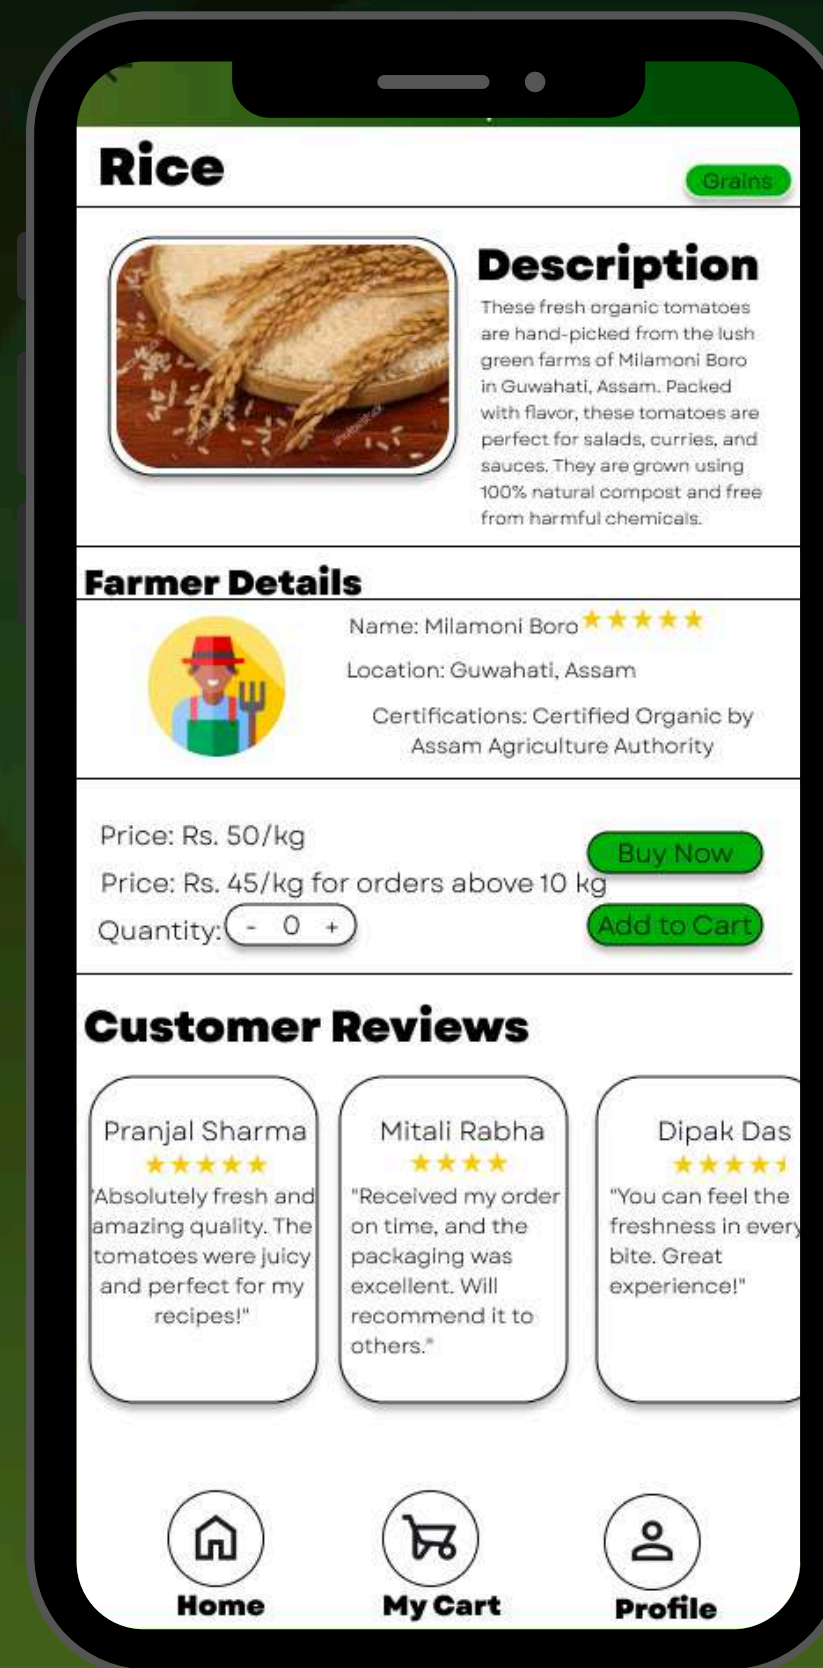 Rice
Grains
Description
These fresh organic tomatoes
are hand-picked from the lush
green farms of Milamoni Boro
in Guwahati, Assam. Packed
with flavor, these tomatoes are
perfect for salads, curries, and
sauces. They are grown using
100% natural compost and free
from harmful chemicals.
Farmer Details
Name: Milamoni Boro
Location: Guwahati, Assam
Certifications: Certified Organic by
Assam Agriculture Authority
Price: Rs. 50/kg
Buy Now
Price: Rs. 45/kg for orders above 10 kg
Quantity: - 0 +
Add to Cart
Customer Reviews
Pranjal Sharma
"Absolutely fresh and
amazing quality. The
tomatoes were juicy
and perfect for my
recipes!"
Mitali Rabha
"Received my order
on time, and the
packaging was
excellent. Will
recommend it to
others."
Dipak Das
"You can feel the
freshness in every
bite. Great
experience!"
Home
My Cart
Profile